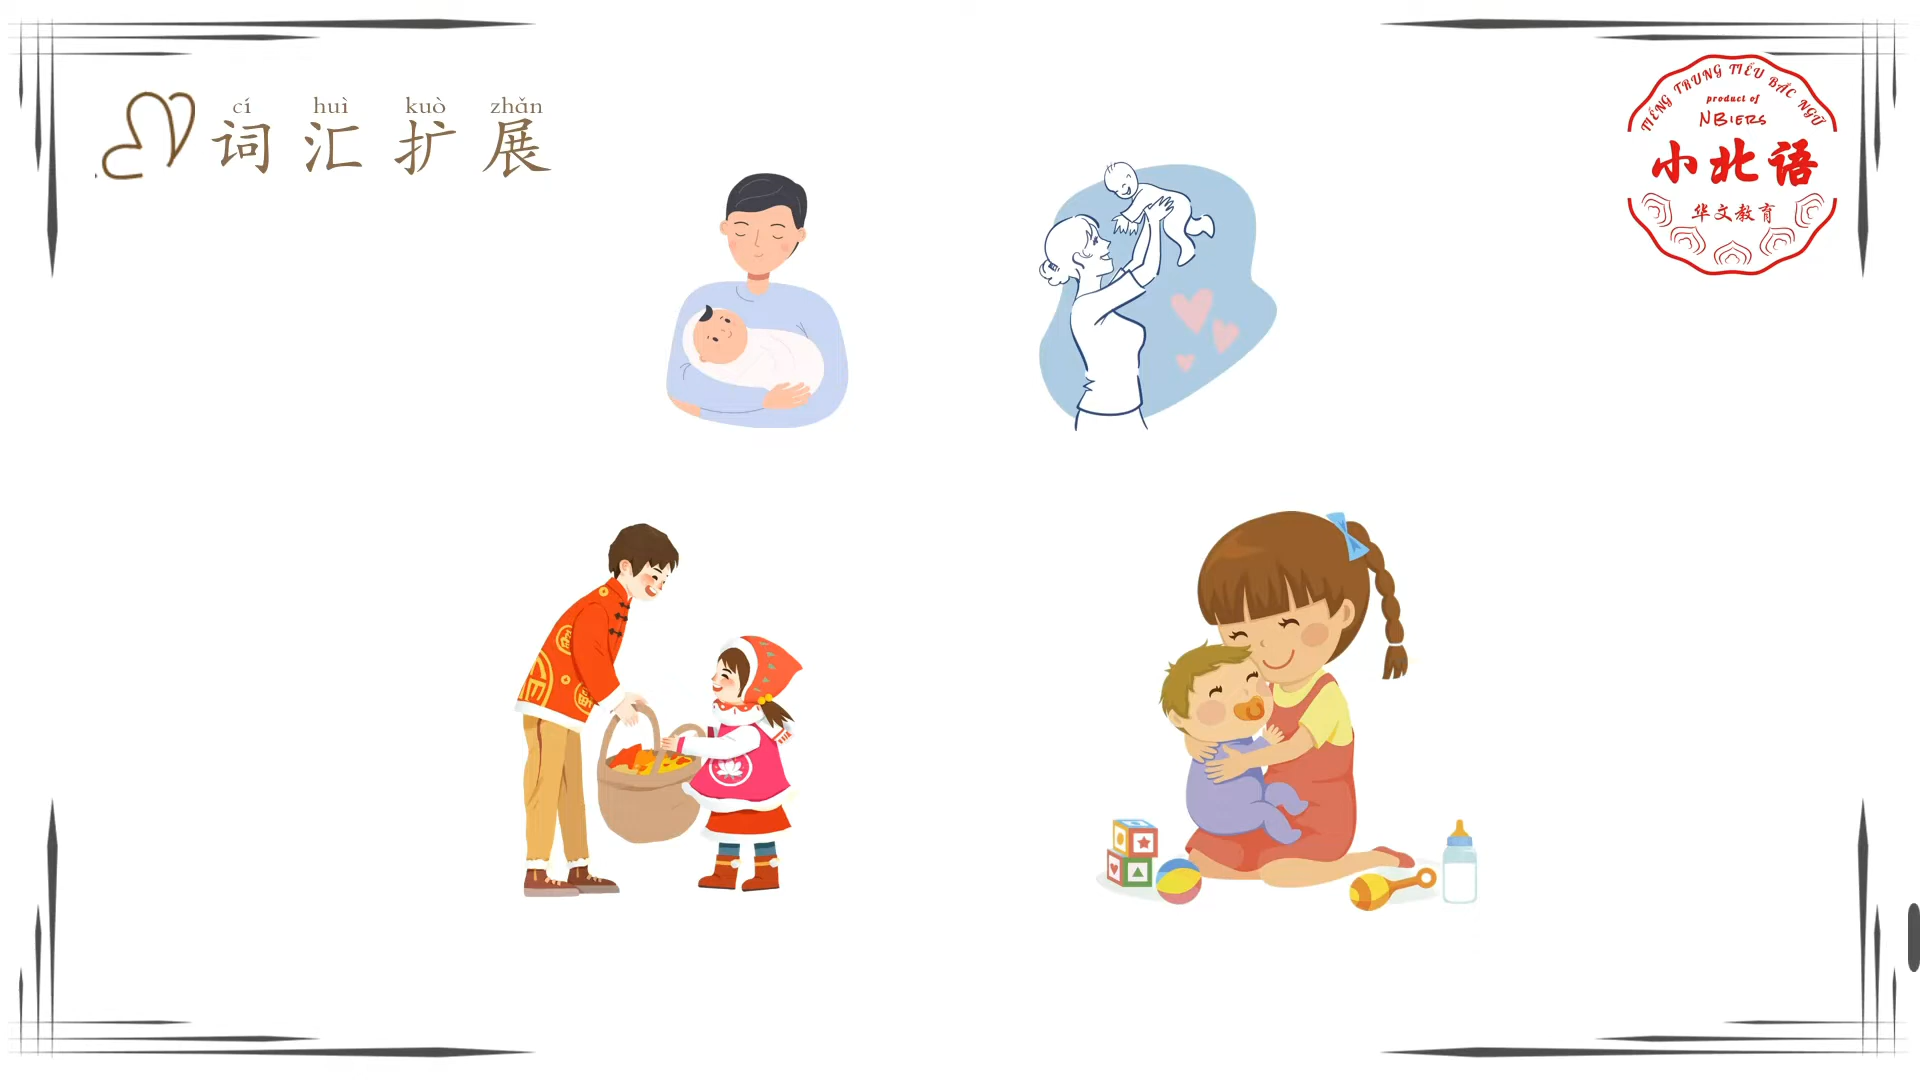 cí huì kuò zhǎn
词汇扩展
TIẾNG TRUNG TIỂU BẮC NGỮ
product of
NBIERS
小北语
华文教育